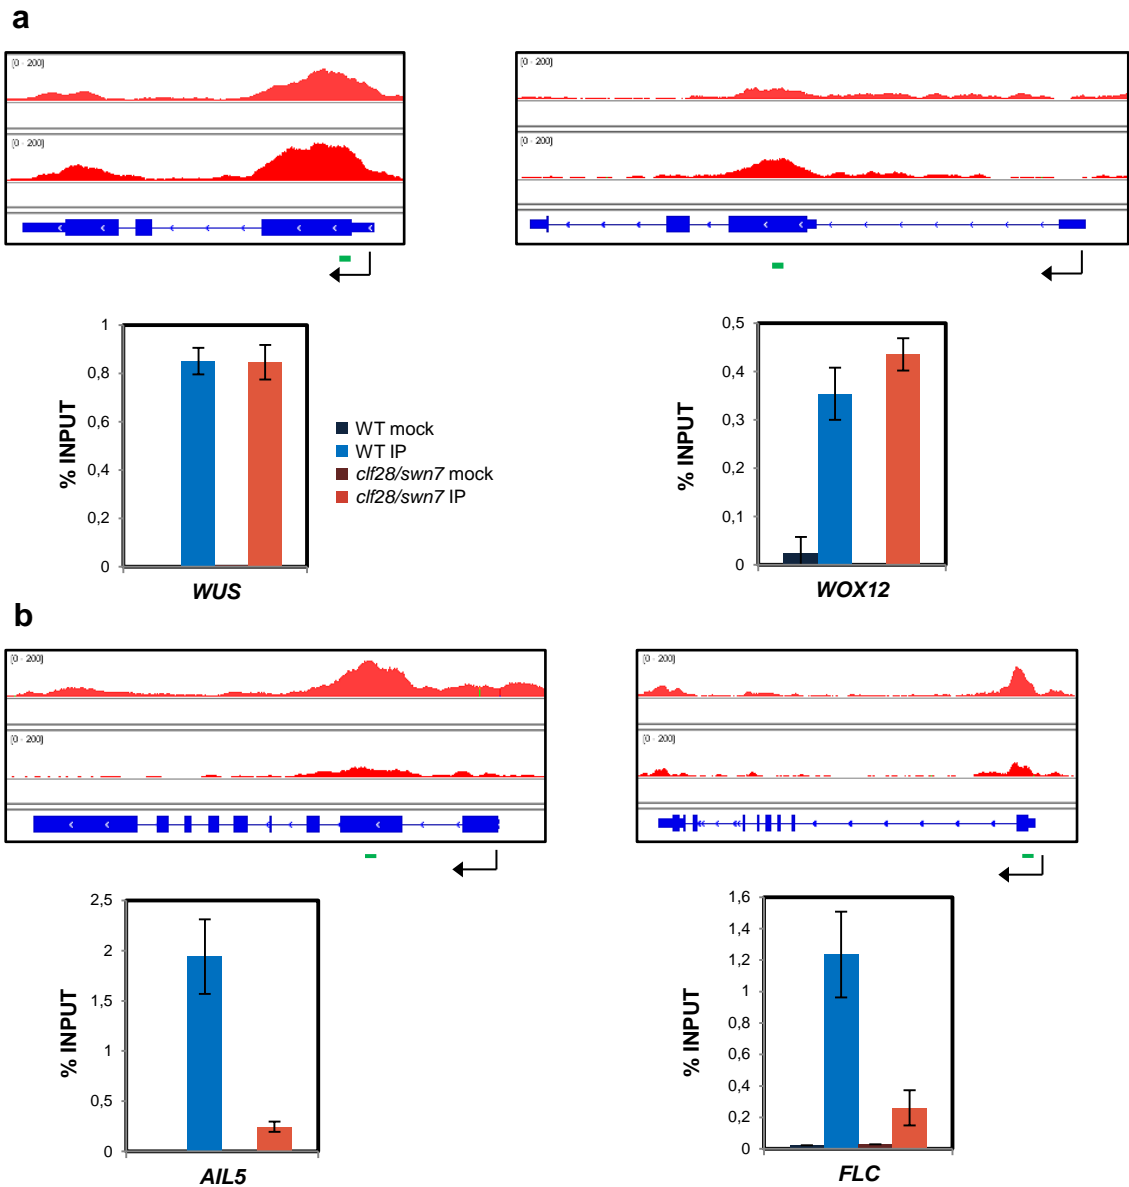 a
[0 - 200]
[0 - 200]
[0 - 200]
[0 - 200]
1
0,8
0,6
0,4
0,2
0
% INPUT
WUS
WT mock
WT IP
clf28/swn7 mock
clf28/swn7 IP
0,5
0,4
0,3
0,2
0,1
0
% INPUT
WOX12
b
[0 - 200]
[0 - 200]
[0 - 200]
[0 - 200]
2,5
2
1,5
1
0,5
0
% INPUT
AIL5
1,6
1,4
1,2
1
0,8
0,6
0,4
0,2
0
% INPUT
FLC